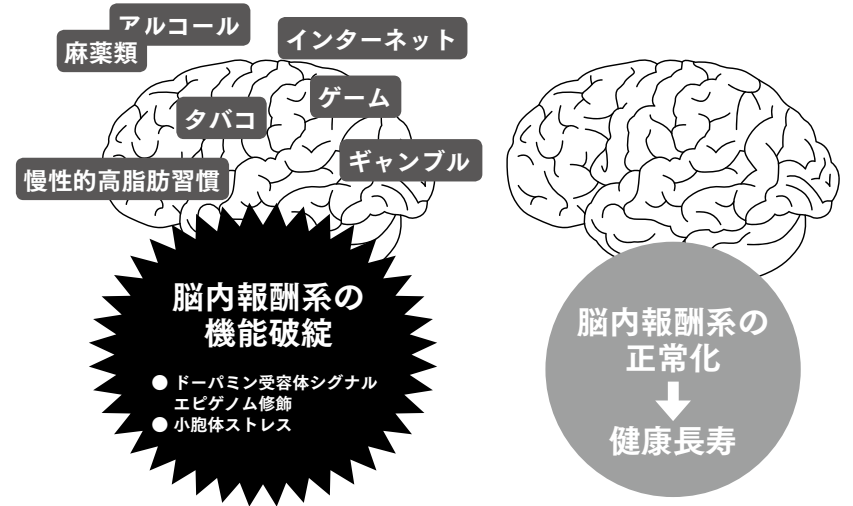 アルコール
麻薬類
インターネット
ゲーム
タバコ
ギャンブル
慢性的高脂肪習慣
脳内報酬系の
機能破綻
● ドーパミン受容体シグナル
エピゲノム修飾
● 小胞体ストレス
脳内報酬系の
正常化
健康長寿